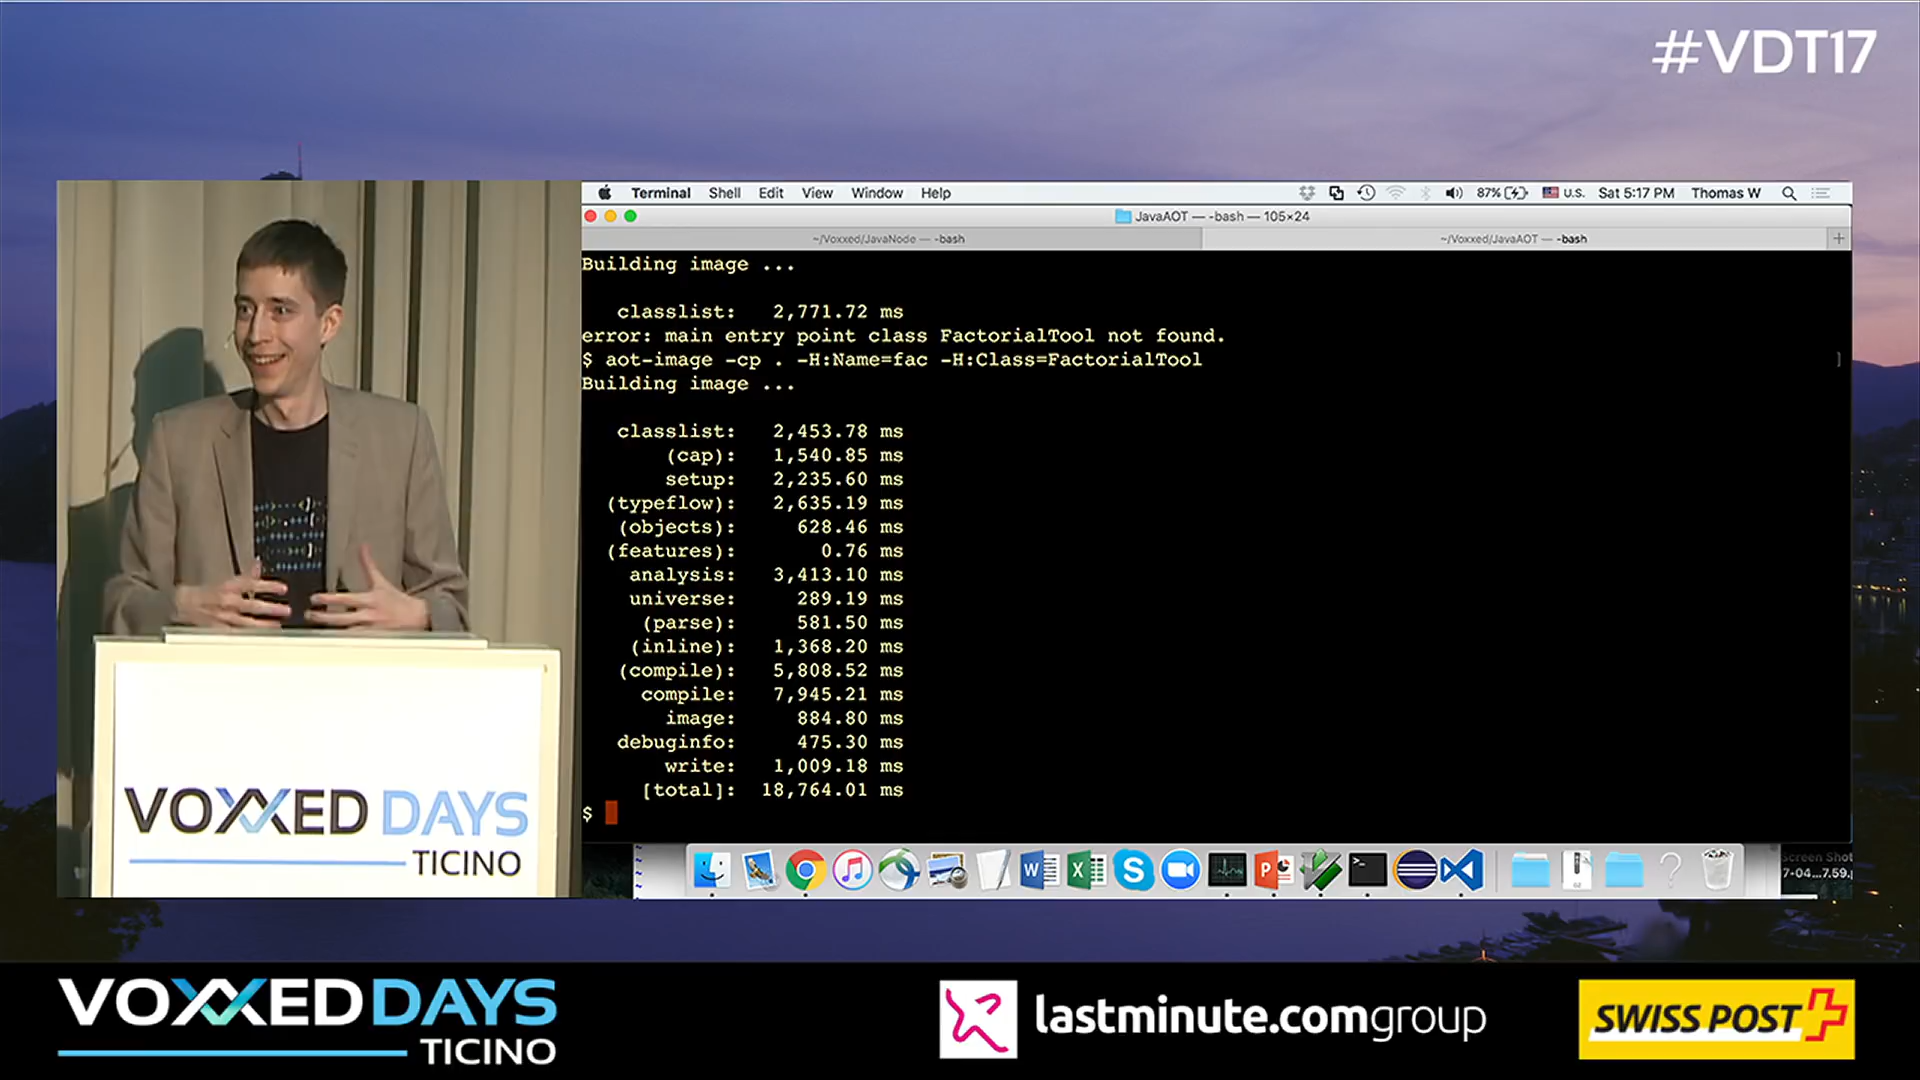 #VDT17
Terminal Shell Edit View Window Help 87% U.S. Sat 5:17 PM Thomas W
JavaAOT — -bash — 105×24
~/Voxxed/JavaNode — -bash ~/Voxxed/JavaAOT — -bash +
Building image ...
classlist: 2,771.72 ms
error: main entry point class FactorialTool not found.
$ aot-image -cp . -H:Name=fac -H:Class=FactorialTool
Building image ...
classlist: 2,453.78 ms
(cap): 1,540.85 ms
setup: 2,235.60 ms
(typeflow): 2,635.19 ms
(objects): 628.46 ms
(features): 0.76 ms
analysis: 3,413.10 ms
universe: 289.19 ms
(parse): 581.50 ms
(inline): 1,368.20 ms
(compile): 5,808.52 ms
compile: 7,945.21 ms
image: 884.80 ms
debuginfo: 475.30 ms
write: 1,009.18 ms
[total]: 18,764.01 ms
$
Screen Shot
7-04...7.59.
VOXXED DAYS
TICINO
VOXXED DAYS
TICINO
lastminute.comgroup
SWISS POST